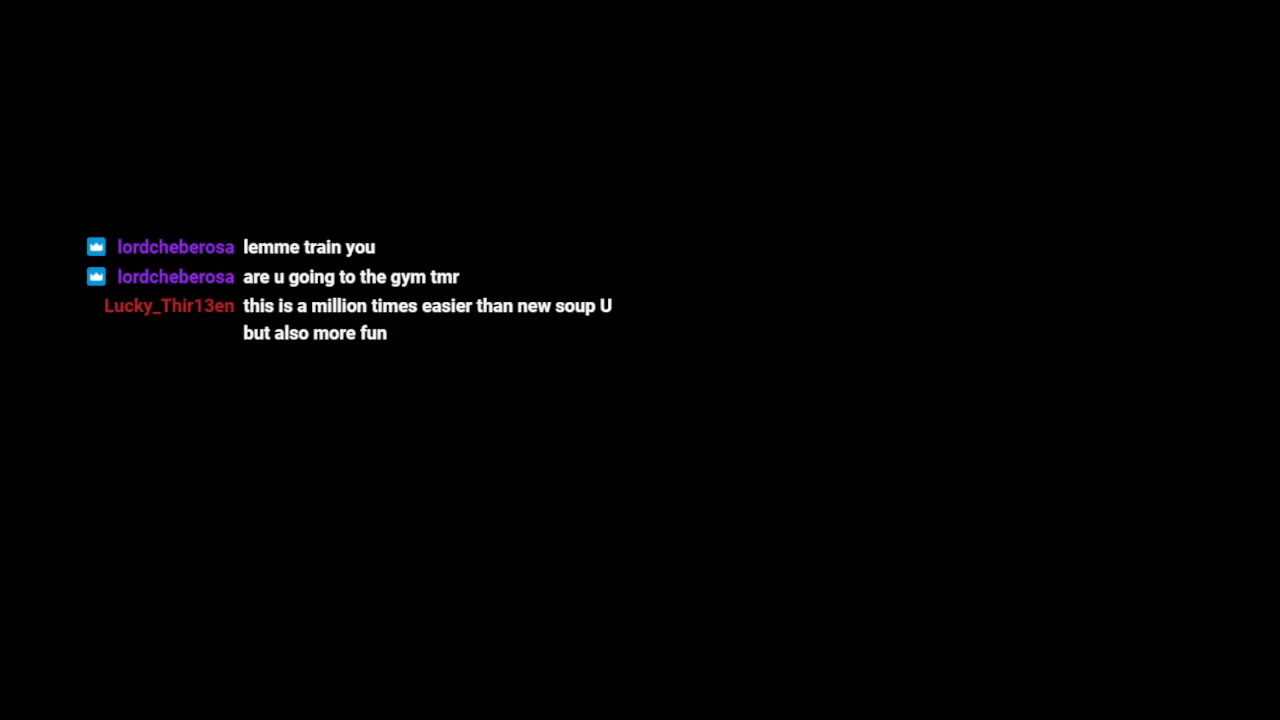 lordcheberosa lemme train you
lordcheberosa are u going to the gym tmr
Lucky_Thir13en this is a million times easier than new soup U
but also more fun